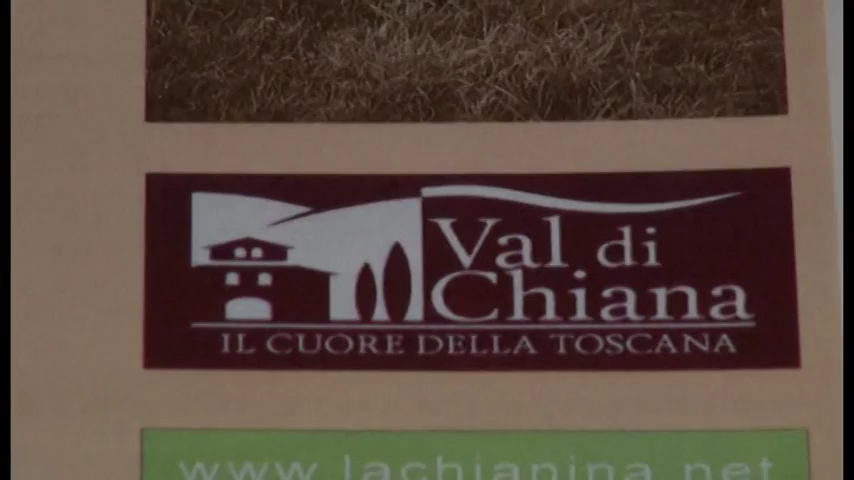 Val di
Chiana
IL CUORE DELLA TOSCANA
www.lachianina.net